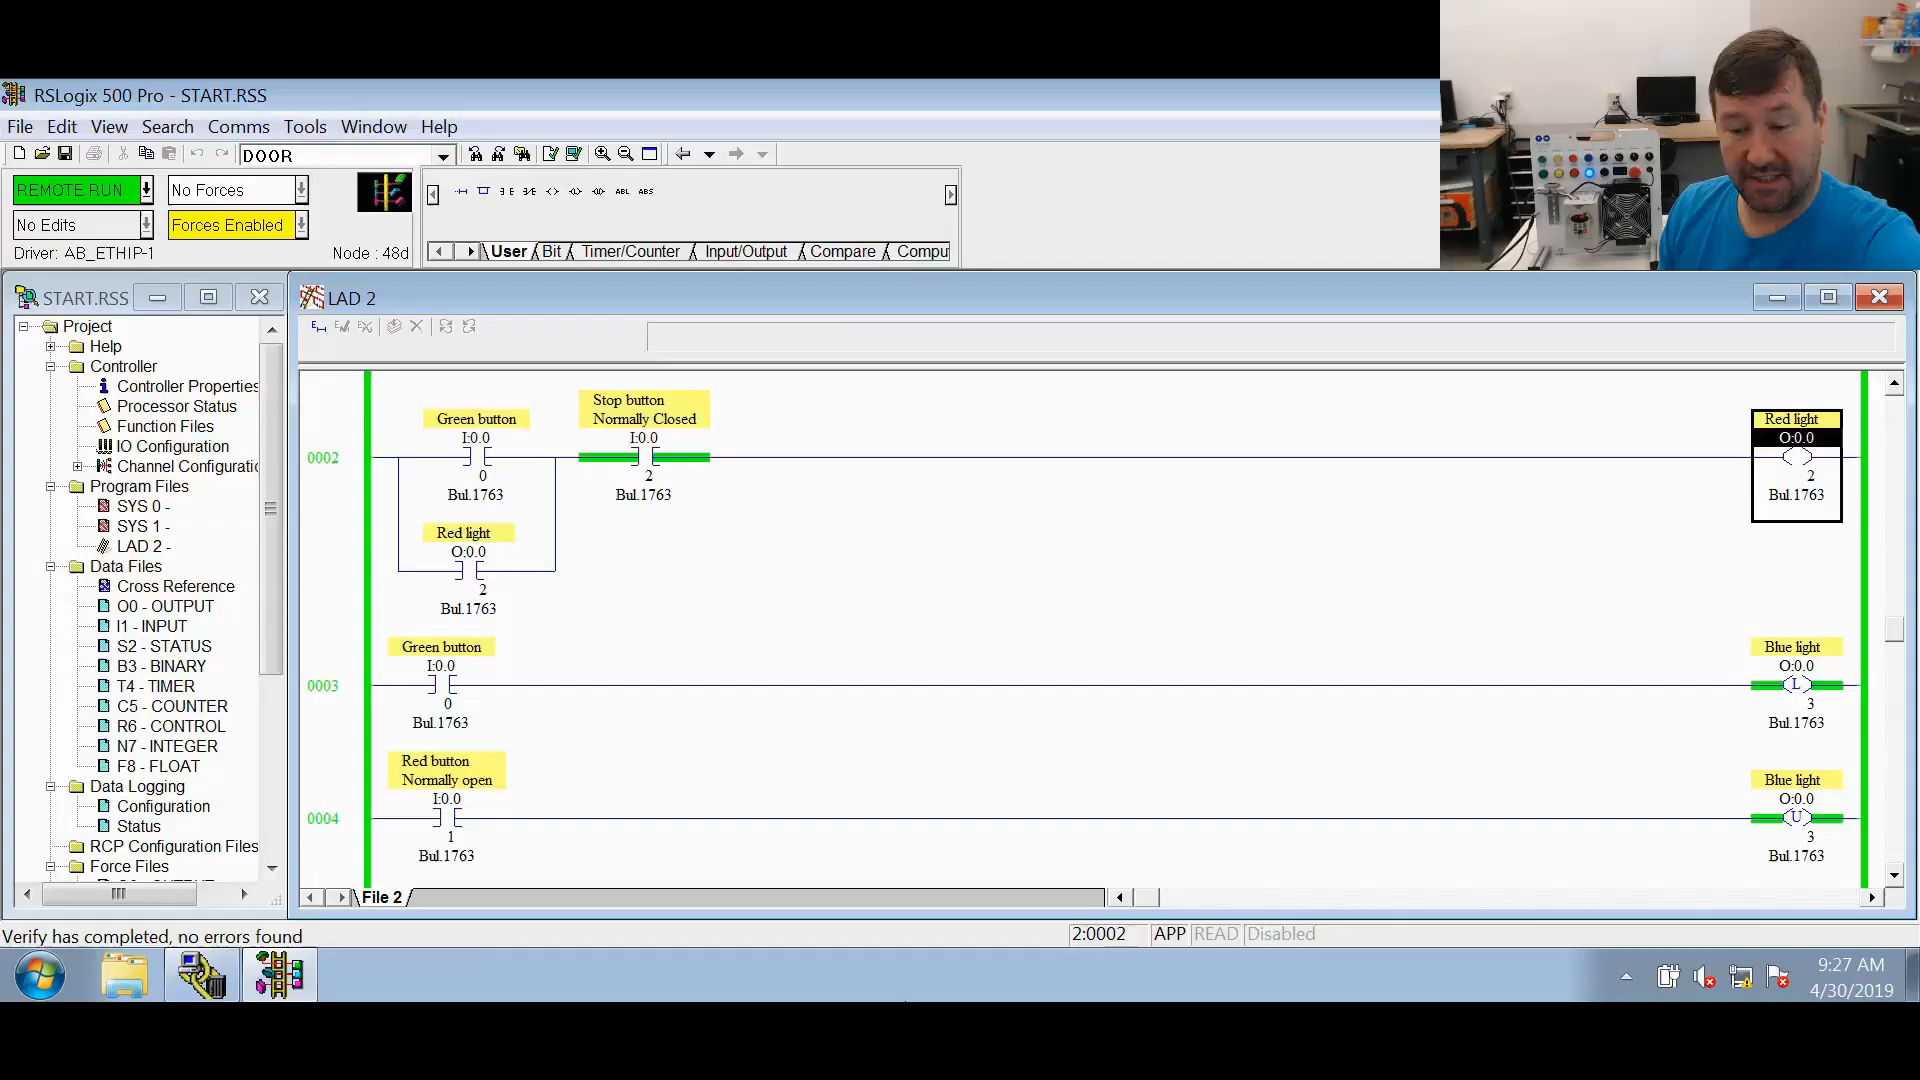 RSLogix 500 Pro - START.RSS
File Edit View Search Comms Tools Window Help
DOOR
REMOTE RUN No Forces
No Edits Forces Enabled
Driver: AB_ETHIP-1 Node : 48d
ABL ABS
User Bit Timer/Counter Input/Output Compare Compu
START.RSS
Project
Help
Controller
Controller Properties
Processor Status
Function Files
IO Configuration
Channel Configuratio
Program Files
SYS 0 -
SYS 1 -
LAD 2 -
Data Files
Cross Reference
O0 - OUTPUT
I1 - INPUT
S2 - STATUS
B3 - BINARY
T4 - TIMER
C5 - COUNTER
R6 - CONTROL
N7 - INTEGER
F8 - FLOAT
Data Logging
Configuration
Status
RCP Configuration Files
Force Files
LAD 2
0002
Green button
I:0.0
0
Bul.1763
Stop button
Normally Closed
I:0.0
2
Bul.1763
Red light
O:0.0
2
Bul.1763
Red light
O:0.0
2
Bul.1763
0003
Green button
I:0.0
0
Bul.1763
Blue light
O:0.0
L
3
Bul.1763
0004
Red button
Normally open
I:0.0
1
Bul.1763
Blue light
O:0.0
U
3
Bul.1763
File 2
Verify has completed, no errors found
2:0002 APP READ Disabled
9:27 AM
4/30/2019